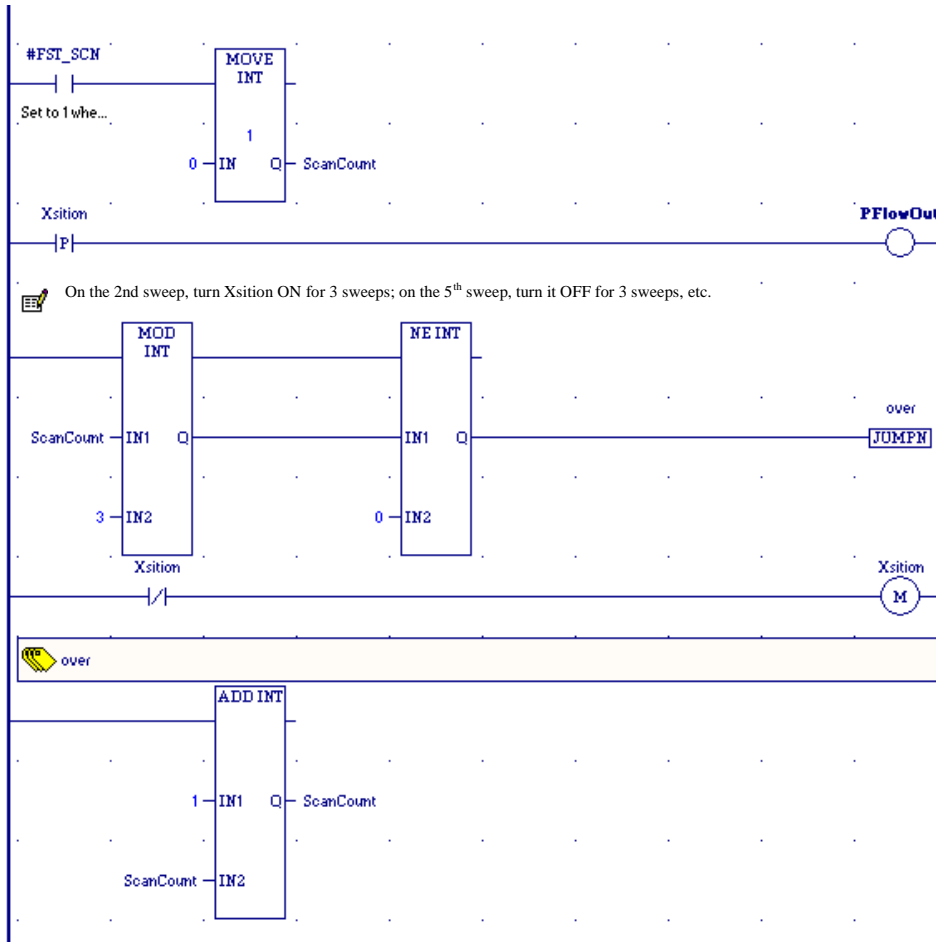 #FST_SCN
MOVE
INT
Set to 1 whe...
1
0 IN Q ScanCount
Xsition
PFlowOut
P
On the 2nd sweep, turn Xsition ON for 3 sweeps; on the 5th sweep, turn it OFF for 3 sweeps, etc.
MOD
INT
NE INT
over
ScanCount IN1 Q IN1 Q JUMPN
3 IN2 0 IN2
Xsition Xsition
M
over
ADD INT
1 IN1 Q ScanCount
ScanCount IN2